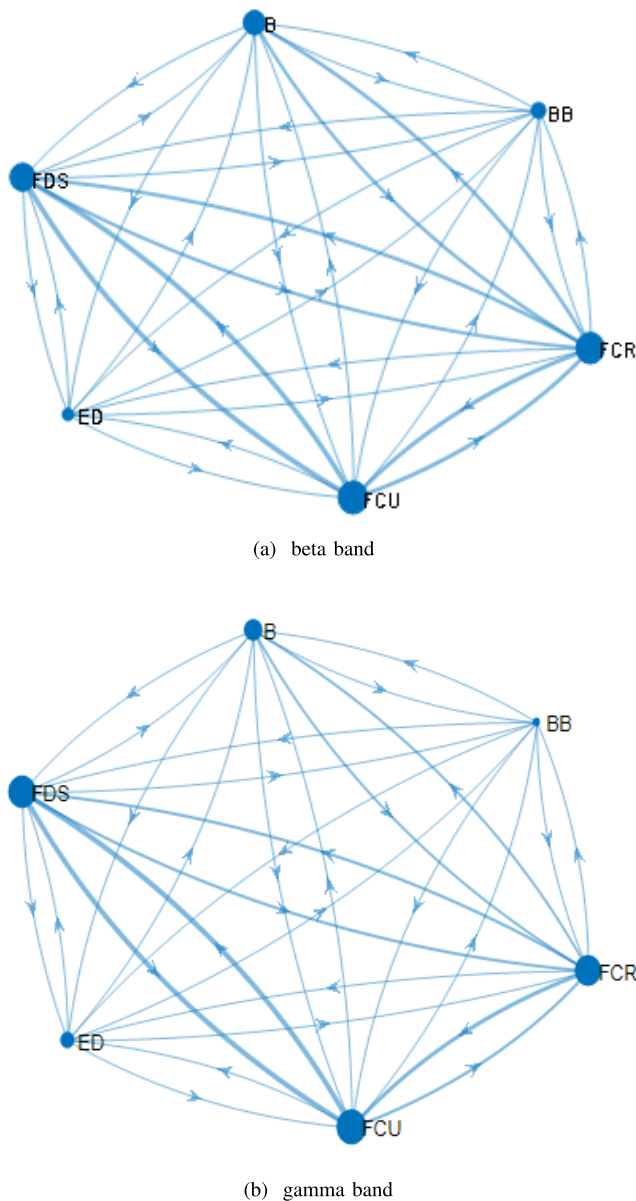 B
BB
FDS
FCR
ED
FCU
(a) beta band
B
BB
FDS
FCR
ED
FCU
(b) gamma band